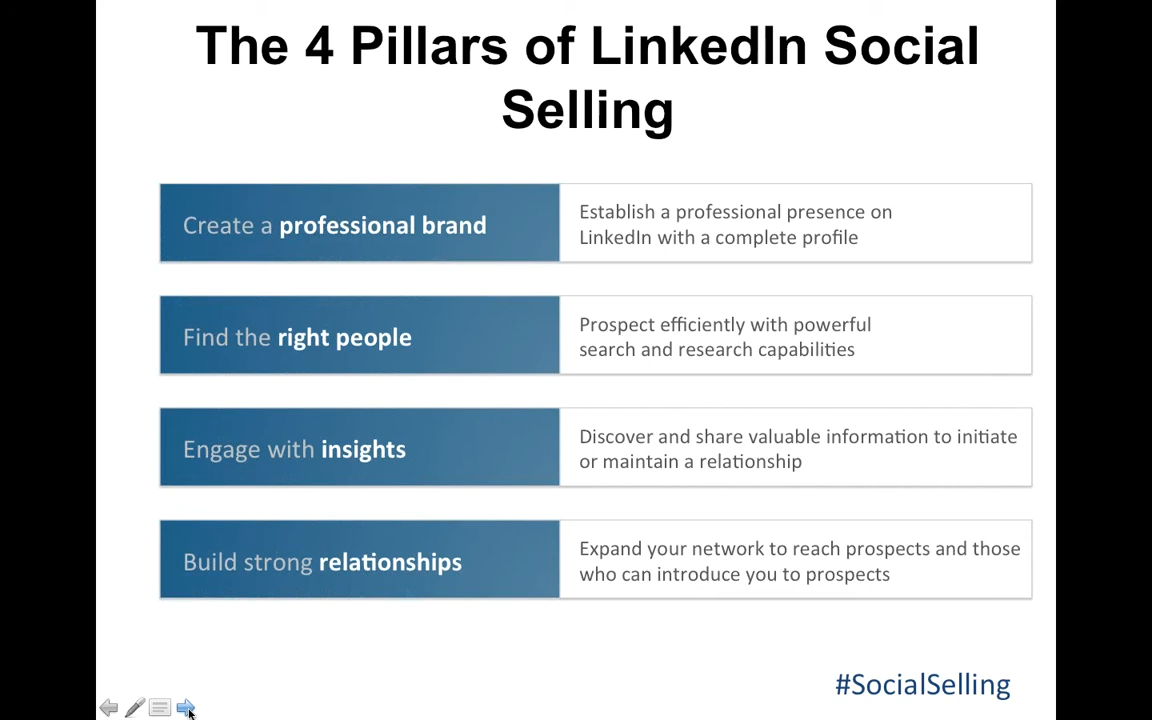 The 4 Pillars of LinkedIn Social
Selling
Create a professional brand
Establish a professional presence on
LinkedIn with a complete profile
Find the right people
Prospect efficiently with powerful
search and research capabilities
Engage with insights
Discover and share valuable information to initiate
or maintain a relationship
Build strong relationships
Expand your network to reach prospects and those
who can introduce you to prospects
#SocialSelling